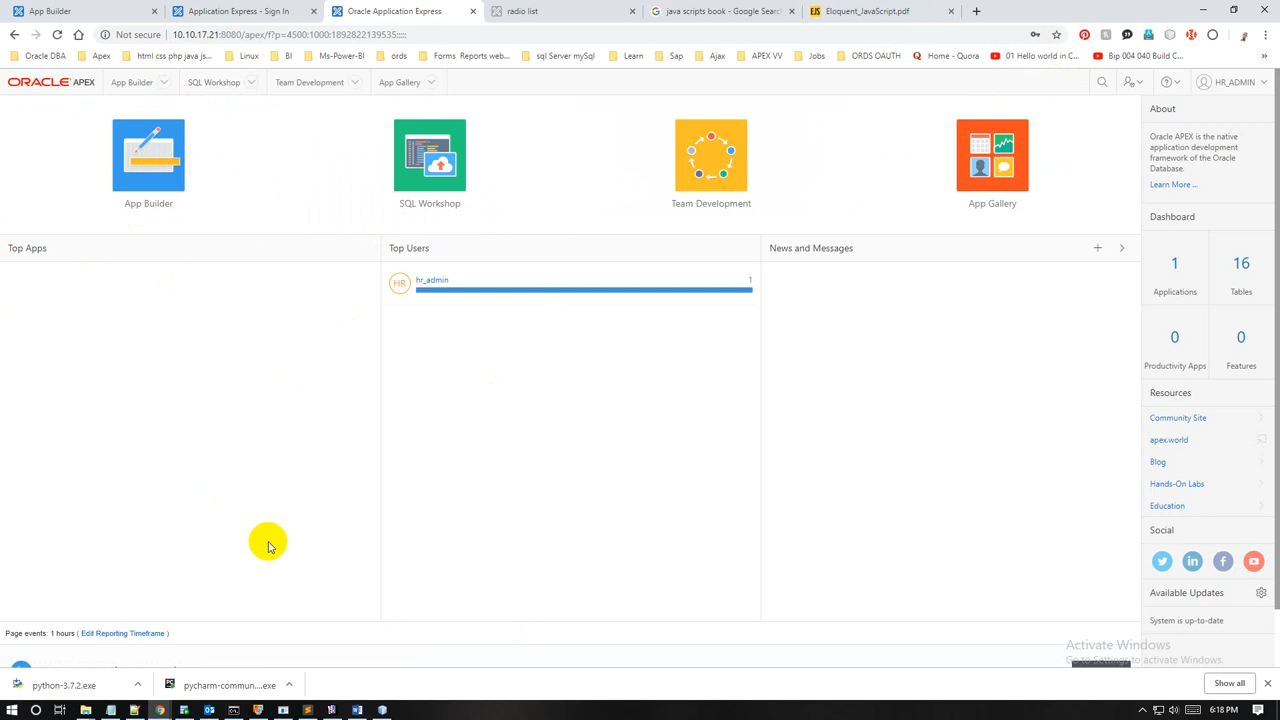 App Builder
Application Express - Sign In
Oracle Application Express
radio list
java scripts book - Google Search
Eloquent_JavaScript.pdf
Not secure
10.10.17.21:8080/apex/f?p=4500:1000:1892822139535:::::
Oracle DBA
Apex
html css php java js...
Linux
BI
Ms-Power-BI
ords
Forms Reports web...
sql Server mySql
Learn
Sap
Ajax
APEX VV
Jobs
ORDS OAUTH
Home - Quora
01 Hello world in C...
Bip 004 040 Build C...
ORACLE APEX
App Builder
SQL Workshop
Team Development
App Gallery
HR_ADMIN
App Builder
SQL Workshop
Team Development
App Gallery
Top Apps
Top Users
News and Messages
HR
hr_admin
1
About
Oracle APEX is the native
application development
framework of the Oracle
Database.
Learn More ...
Dashboard
1
16
Applications
Tables
0
0
Productivity Apps
Features
Resources
Community Site
apex.world
Blog
Hands-On Labs
Education
Social
Available Updates
System is up-to-date
Page events: 1 hours ( Edit Reporting Timeframe )
Activate Windows
Go to Settings to activate Windows.
python-3.7.2.exe
pycharm-commun....exe
Show all
6:18 PM